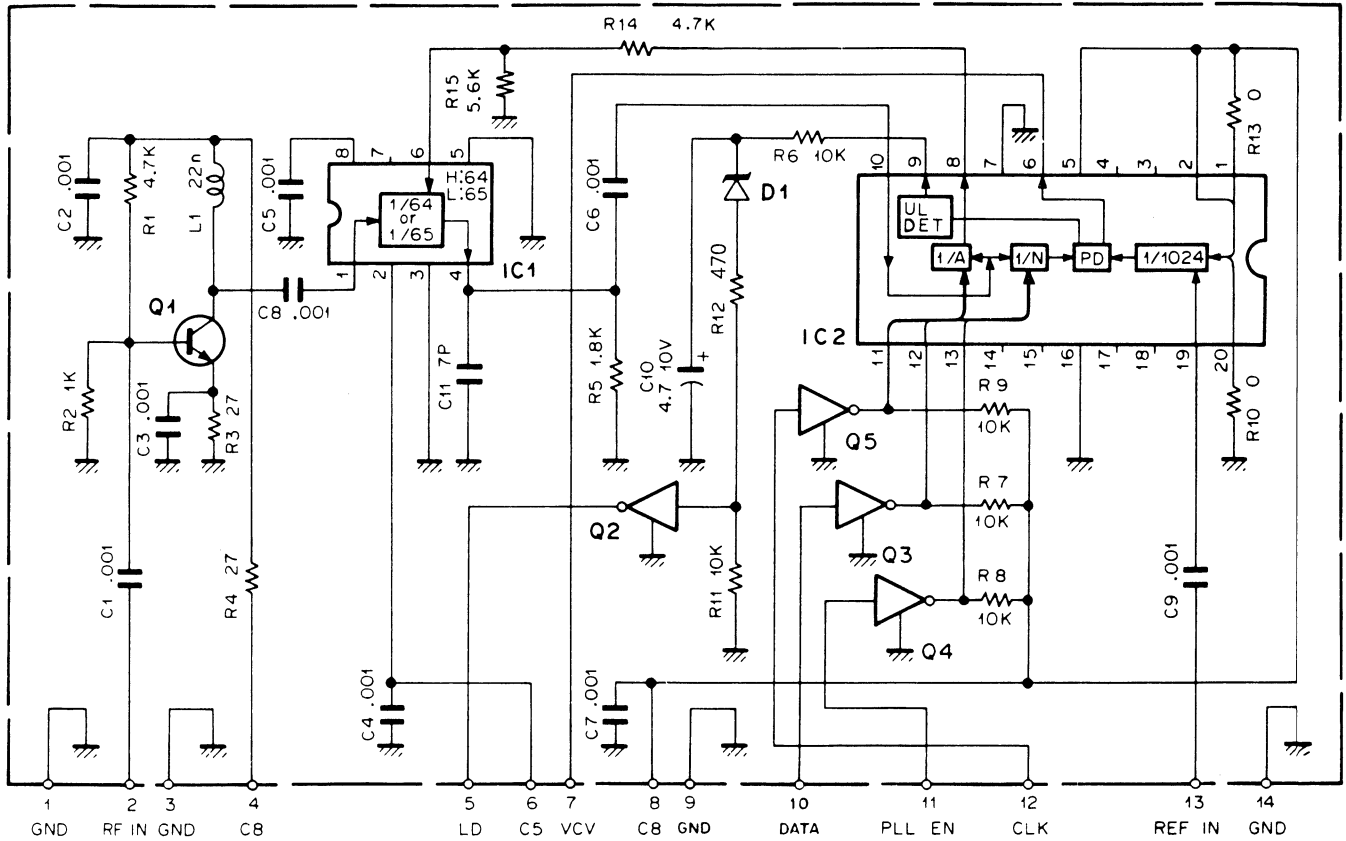 R14 4.7K
R15 5.6K
C2 .001
R1 4.7K
L1 22n
C5 .001
8 7 6 5
H:64
L:65
1/64
or
1/65
1 2 3 4
IC1
C6 .001
R6 10K
D1
R12 470
10 9 8 7 6 5 4 3 2 1
R13 0
UL
DET
1/A
1/N
PD
1/1024
IC2
11 12 13 14 15 16 17 18 19 20
Q1
C8 .001
R2 1K
C3 .001
R3 27
C11 7P
R5 1.8K
C10
4.7 10V
+
R10 0
R9
10K
Q5
R7
10K
Q3
R8
10K
Q4
Q2
R11 10K
C1 .001
R4 27
C9 .001
C4 .001
C7 .001
1 2 3 4 5 6 7 8 9 10 11 12 13 14
GND RF IN GND C8 LD C5 VCV C8 GND DATA PLL EN CLK REF IN GND